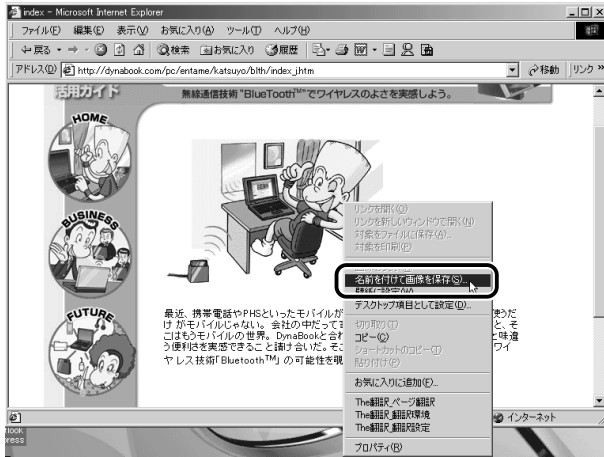 index - Microsoft Internet Explorer
ファイル(F) 編集(E) 表示(V) お気に入り(A) ツール(T) ヘルプ(H)
戻る 検索 お気に入り 履歴
アドレス(D) http://dynabook.com/pc/entame/katsuyo/blth/index_j.htm 移動 リンク »
活用ガイド
無線通信技術"BlueTooth™"でワイヤレスのよさを実感しよう。
HOME
BUSINESS
FUTURE
リンクを開く(O)
リンクを新しいウィンドウで開く(N)
対象をファイルに保存(A)...
対象を印刷(P)
名前を付けて画像を保存(S)...
壁紙に設定(W)
デスクトップ項目として設定(D)...
切り取り(T)
コピー(C)
ショートカットのコピー(T)
貼り付け(P)
お気に入りに追加(F)...
The翻訳_ページ翻訳
The翻訳_翻訳環境
The翻訳_翻訳設定
プロパティ(R)
最近、携帯電話やPHSといったモバイルが
けがモバイルじゃない。会社の中だって
ごはもうモバイルの世界。DynaBookと合
う便利さを実感できること請け合いだ。そこ
ヤレス技術「Bluetooth™」の可能性を
インターネット
tlook
press